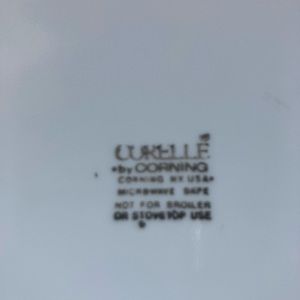 CORELLE®
by CORNING
CORNING NY USA
MICROWAVE SAFE
NOT FOR BROILER
OR STOVETOP USE